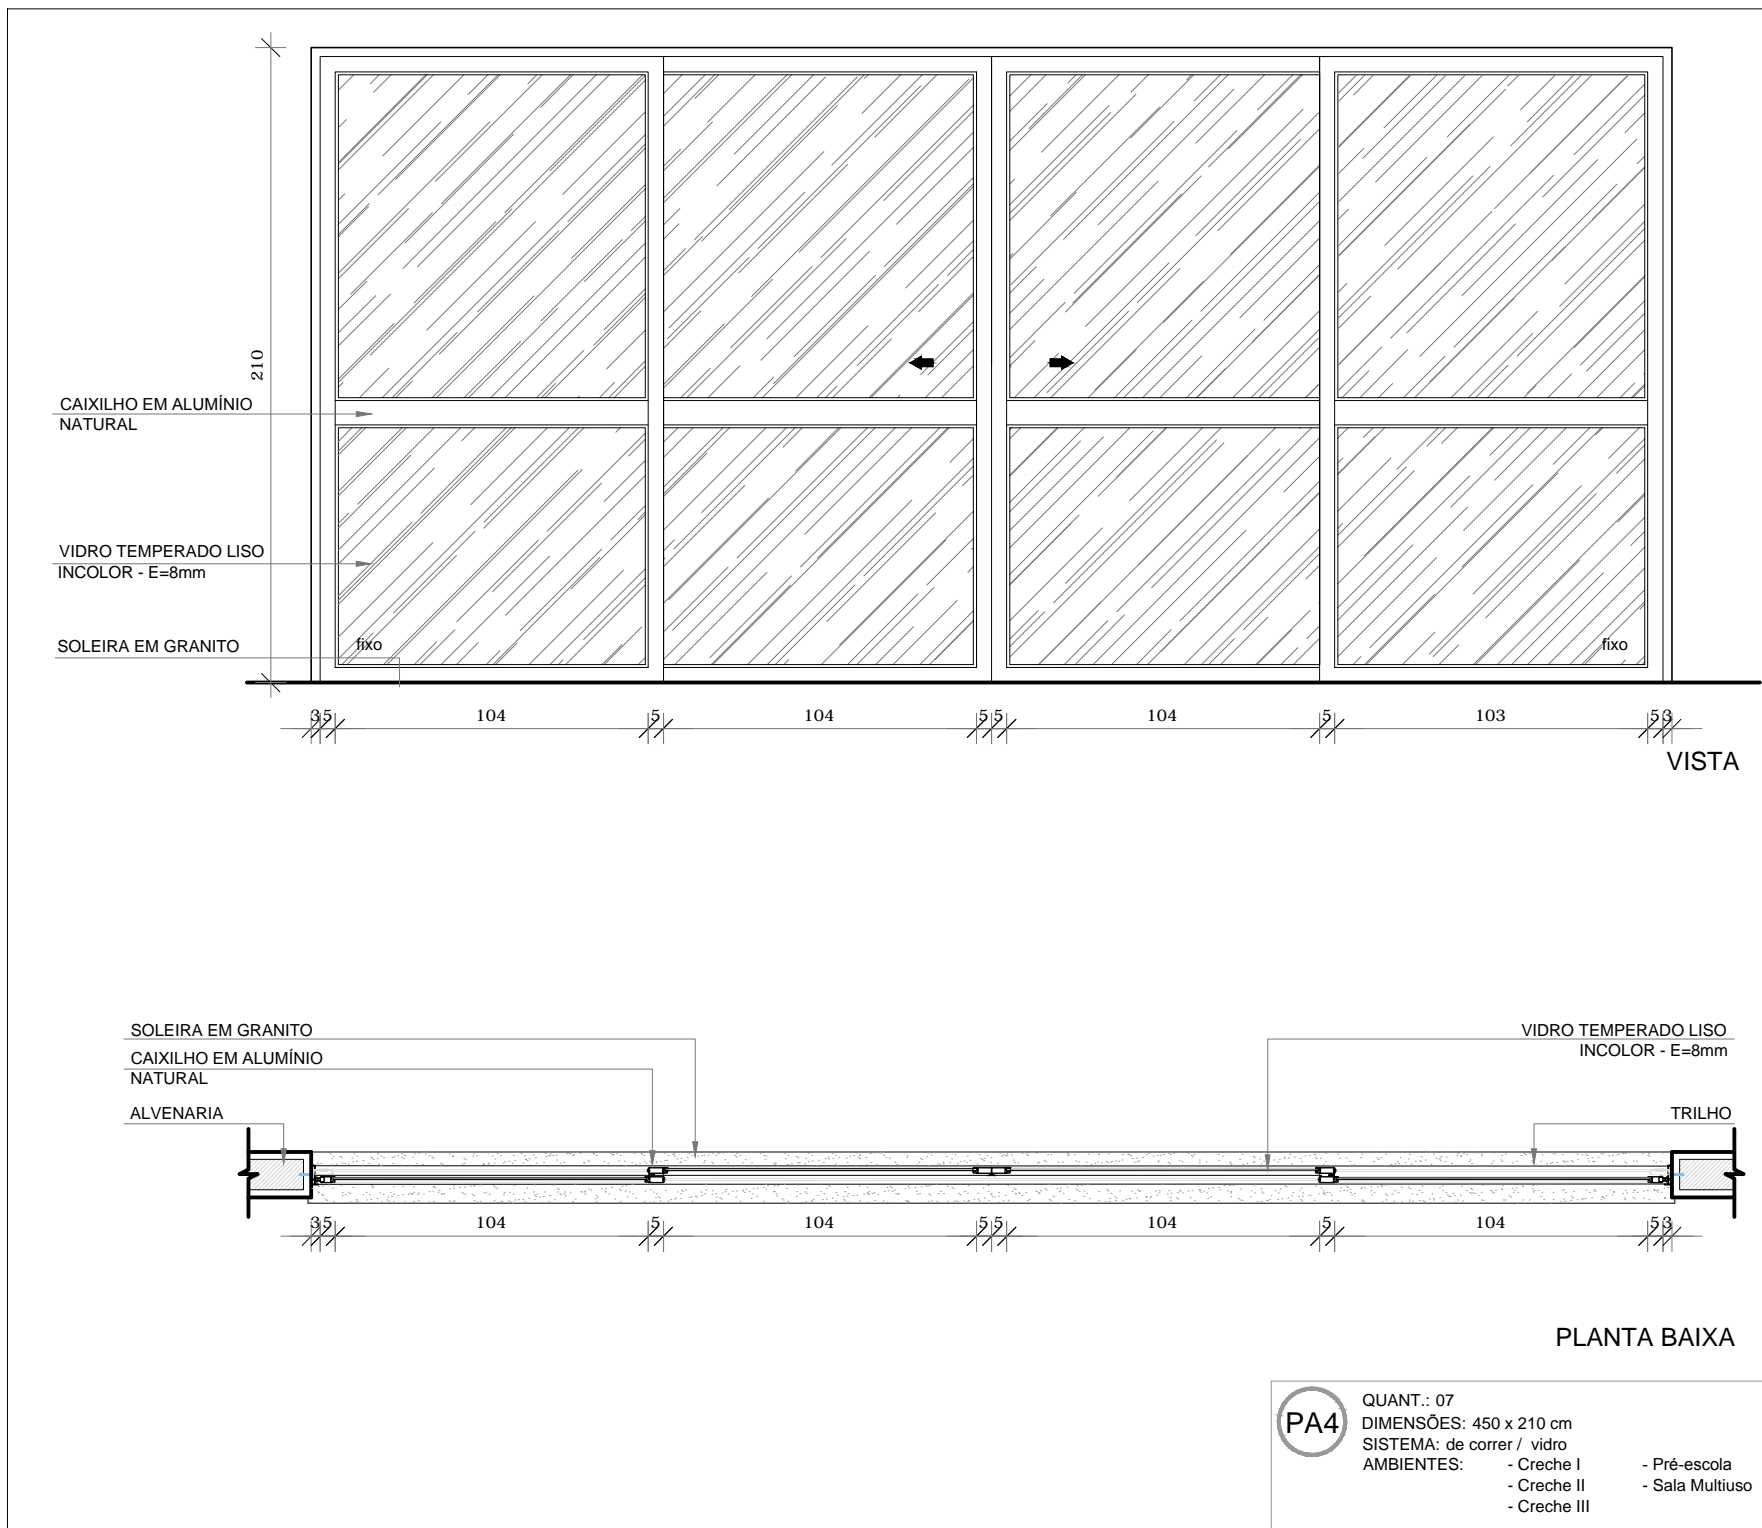 210
CAIXILHO EM ALUMÍNIO
NATURAL
VIDRO TEMPERADO LISO
INCOLOR - E=8mm
SOLEIRA EM GRANITO
fixo
fixo
3 5 104 5 104 5 5 104 5 103 5 3
VISTA
SOLEIRA EM GRANITO
CAIXILHO EM ALUMÍNIO
NATURAL
ALVENARIA
VIDRO TEMPERADO LISO
INCOLOR - E=8mm
TRILHO
3 5 104 5 104 5 5 104 5 104 5 3
PLANTA BAIXA
PA4
QUANT.: 07
DIMENSÕES: 450 x 210 cm
SISTEMA: de correr / vidro
AMBIENTES: - Creche I - Pré-escola
- Creche II - Sala Multiuso
- Creche III